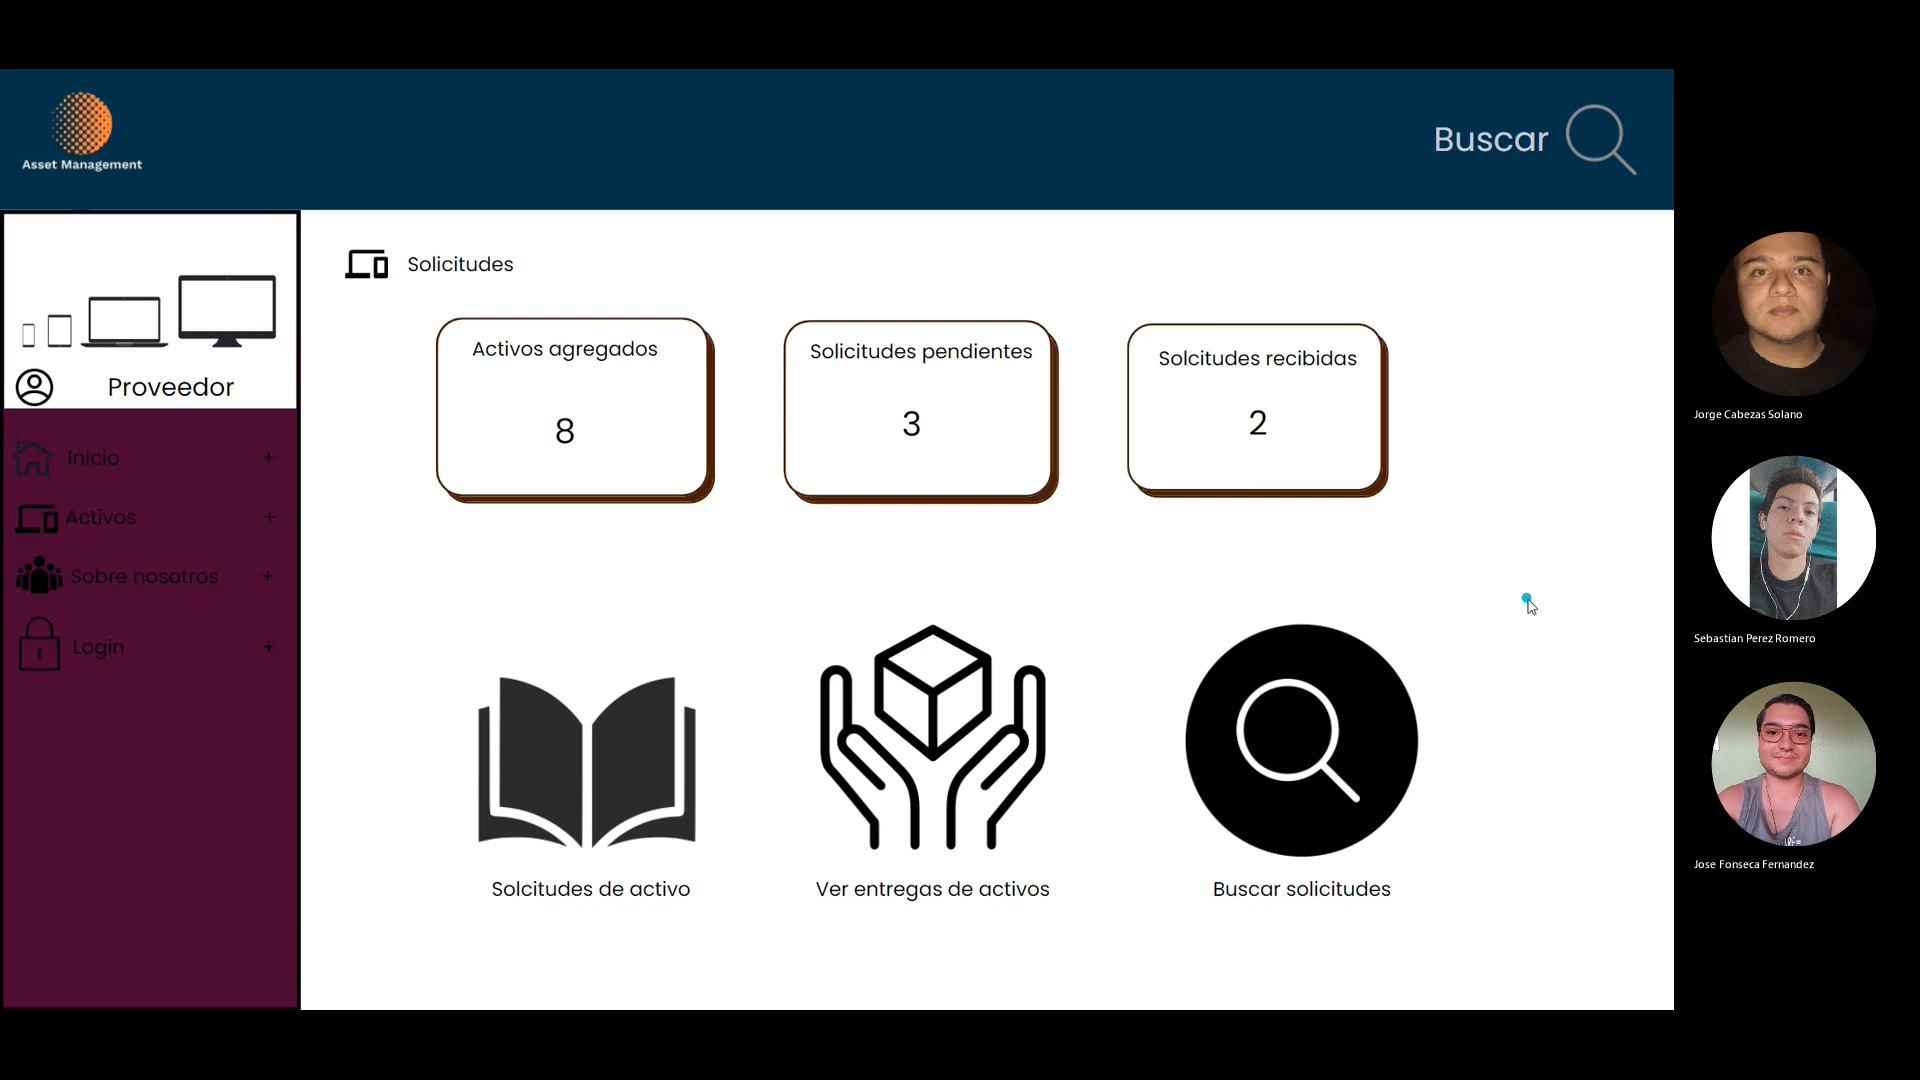 Asset Management
Buscar
Proveedor
Inicio +
Activos +
Sobre nosotros +
Login +
Solicitudes
Activos agregados
8
Solicitudes pendientes
3
Solcitudes recibidas
2
Solcitudes de activo
Ver entregas de activos
Buscar solicitudes
Jorge Cabezas Solano
Sebastian Perez Romero
Jose Fonseca Fernandez